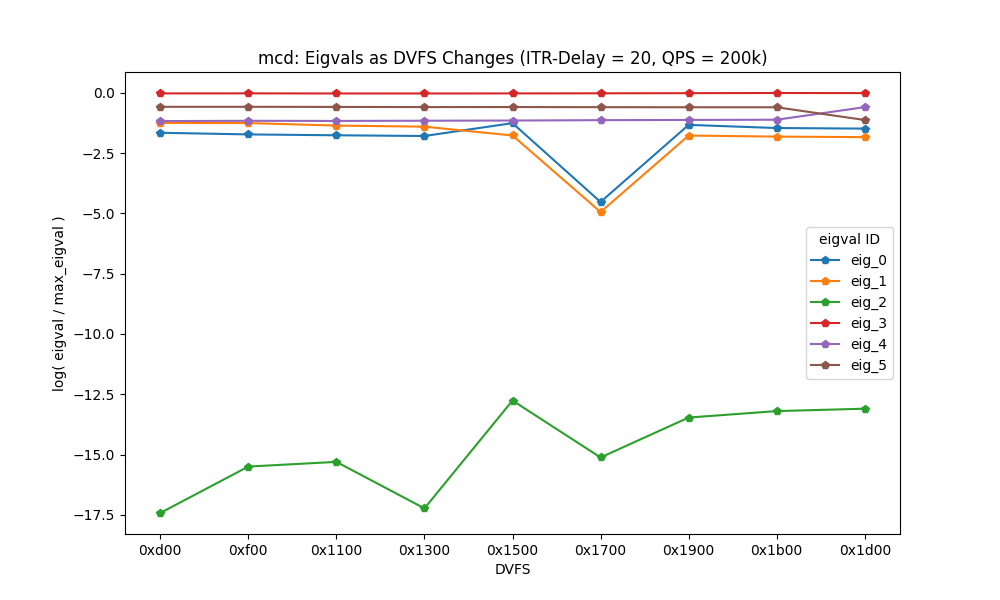 mcd: Eigvals as DVFS Changes (ITR-Delay = 20, QPS = 200k)
log( eigval / max_eigval )
0.0
−2.5
−5.0
−7.5
−10.0
−12.5
−15.0
−17.5
eigval ID
eig_0
eig_1
eig_2
eig_3
eig_4
eig_5
0xd00 0xf00 0x1100 0x1300 0x1500 0x1700 0x1900 0x1b00 0x1d00
DVFS